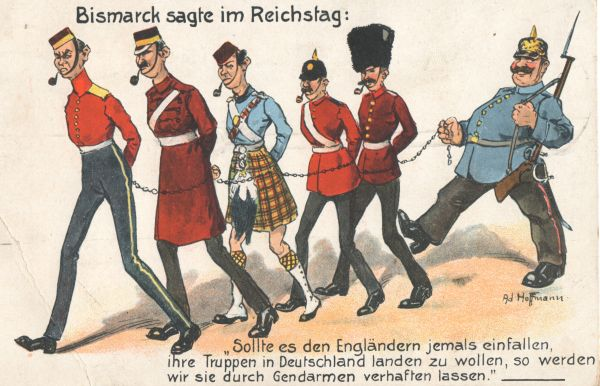 Bismarck sagte im Reichstag:
Ad Hoffmann
„Sollte es den Engländern jemals einfallen,
ihre Truppen in Deutschland landen zu wollen, so werden
wir sie durch Gendarmen verhaften lassen."